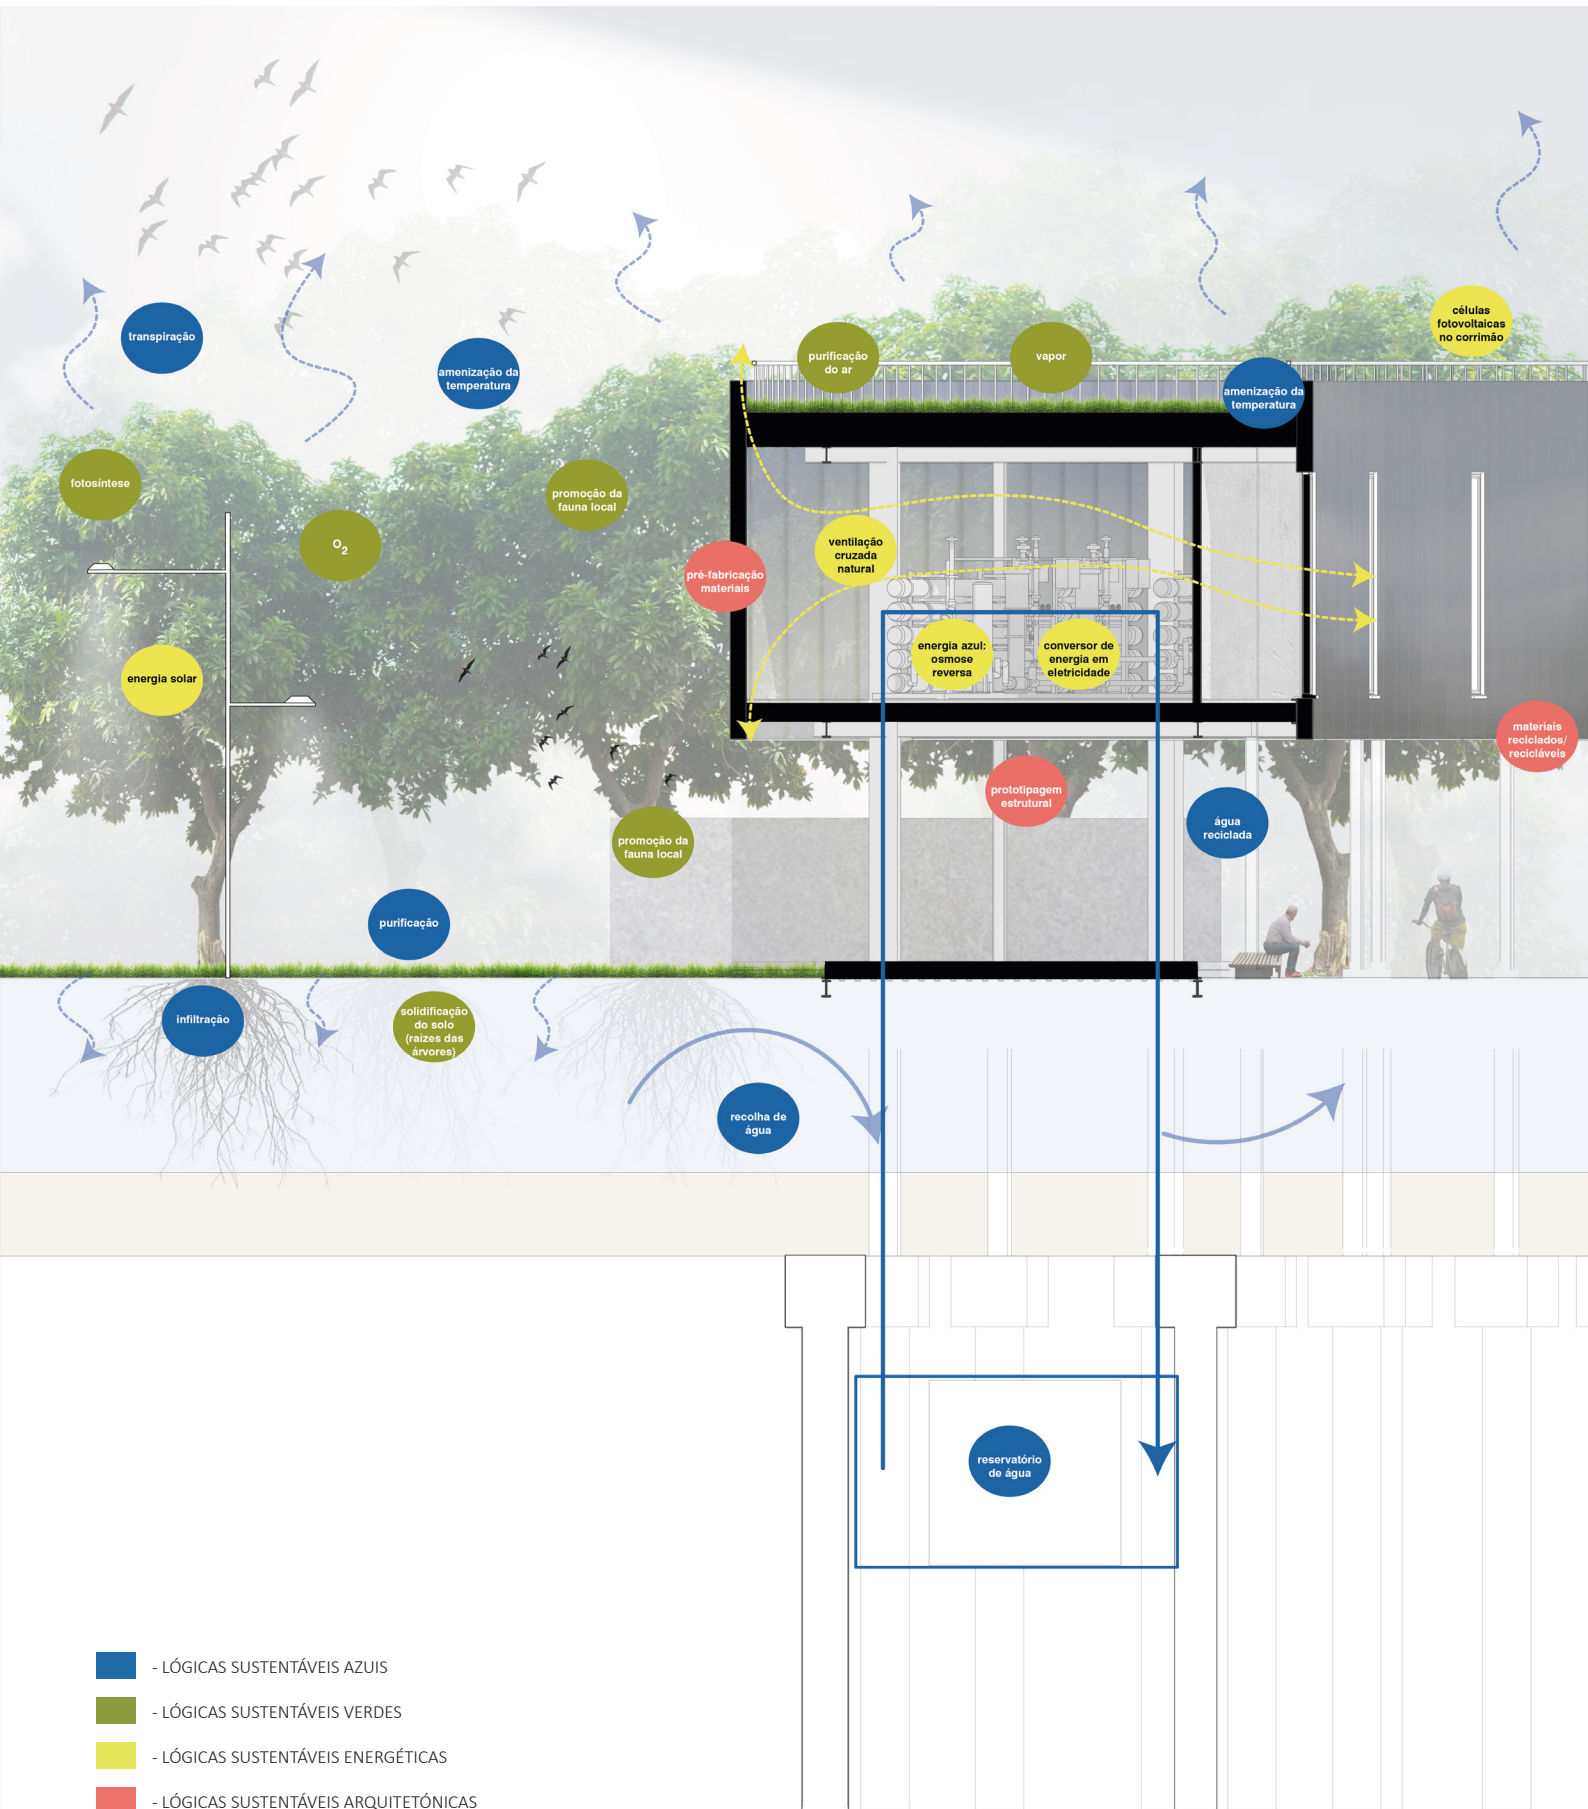 células
fotovoltaicas
no corrimão
transpiração
purificação
do ar
vapor
amenização da
temperatura
amenização da
temperatura
fotosíntese
promoção da
fauna local
O2
ventilação
cruzada
natural
pré-fabricação
materiais
energia solar
energia azul:
osmose
reversa
conversor de
energia em
eletricidade
materiais
reciclados/
recicláveis
prototipagem
estrutural
água
reciclada
promoção da
fauna local
purificação
infiltração
solidificação
do solo
(raízes das
árvores)
recolha de
água
reservatório
de água
- LÓGICAS SUSTENTÁVEIS AZUIS
- LÓGICAS SUSTENTÁVEIS VERDES
- LÓGICAS SUSTENTÁVEIS ENERGÉTICAS
- LÓGICAS SUSTENTÁVEIS ARQUITETÓNICAS